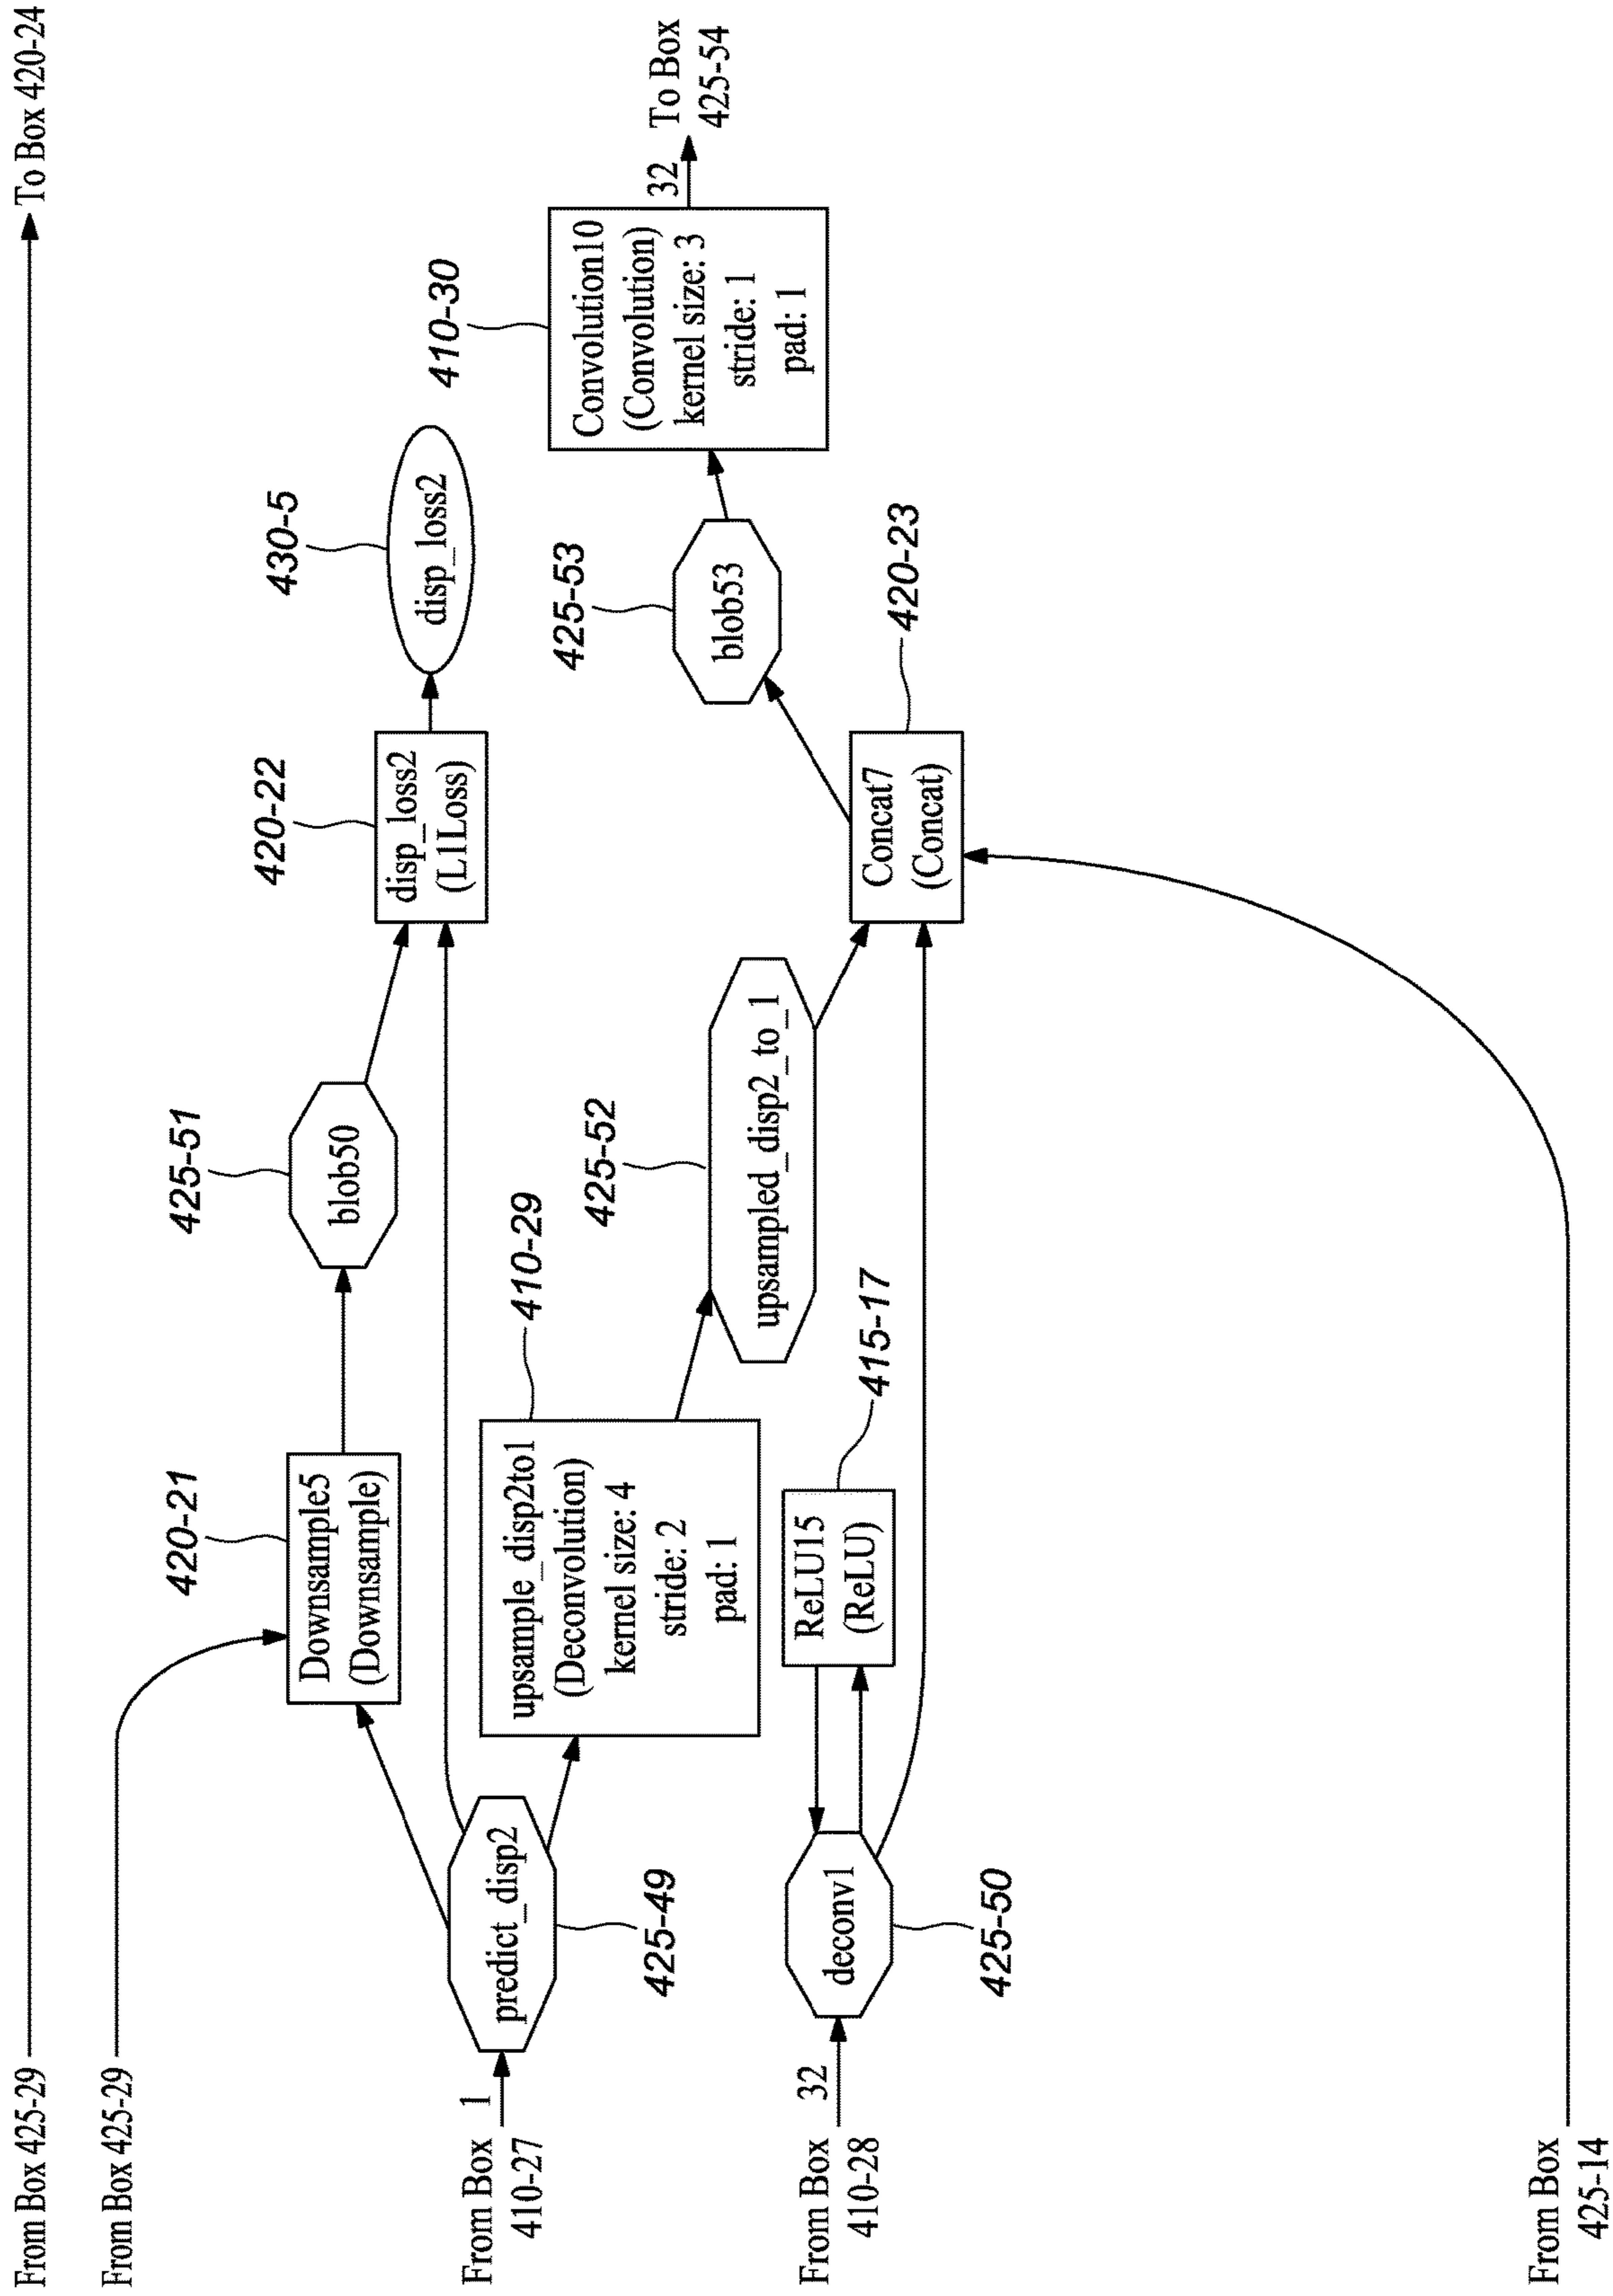 From Box 425-29
To Box 420-24
From Box 425-29
420-21
Downsample5
(Downsample)
425-51
blob50
420-22
disp_loss2
(L1Loss)
430-5
disp_loss2
From Box
410-27
1
predict_disp2
425-49
upsample_disp2to1
(Deconvolution)
kernel size: 4
stride: 2
pad: 1
410-29
425-52
upsampled_disp2_to_1
425-53
blob53
410-30
Convolution10
(Convolution)
kernel size: 3
stride: 1
pad: 1
32
To Box
425-54
From Box
410-28
32
deconv1
425-50
ReLU15
(ReLU)
415-17
Concat7
(Concat)
420-23
From Box
425-14